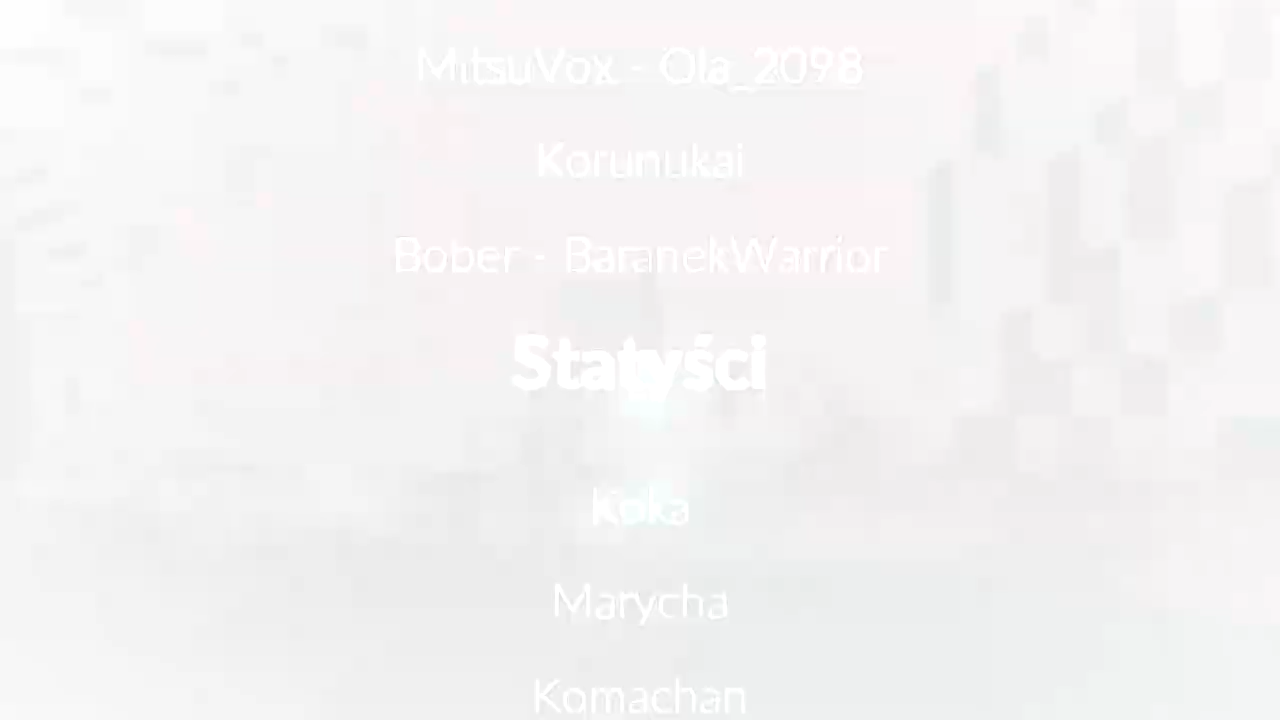 MitsuVox - Ola_2098
Korunukai
Bober - BaranekWarrior
Statyści
Koka
Marycha
Komachan